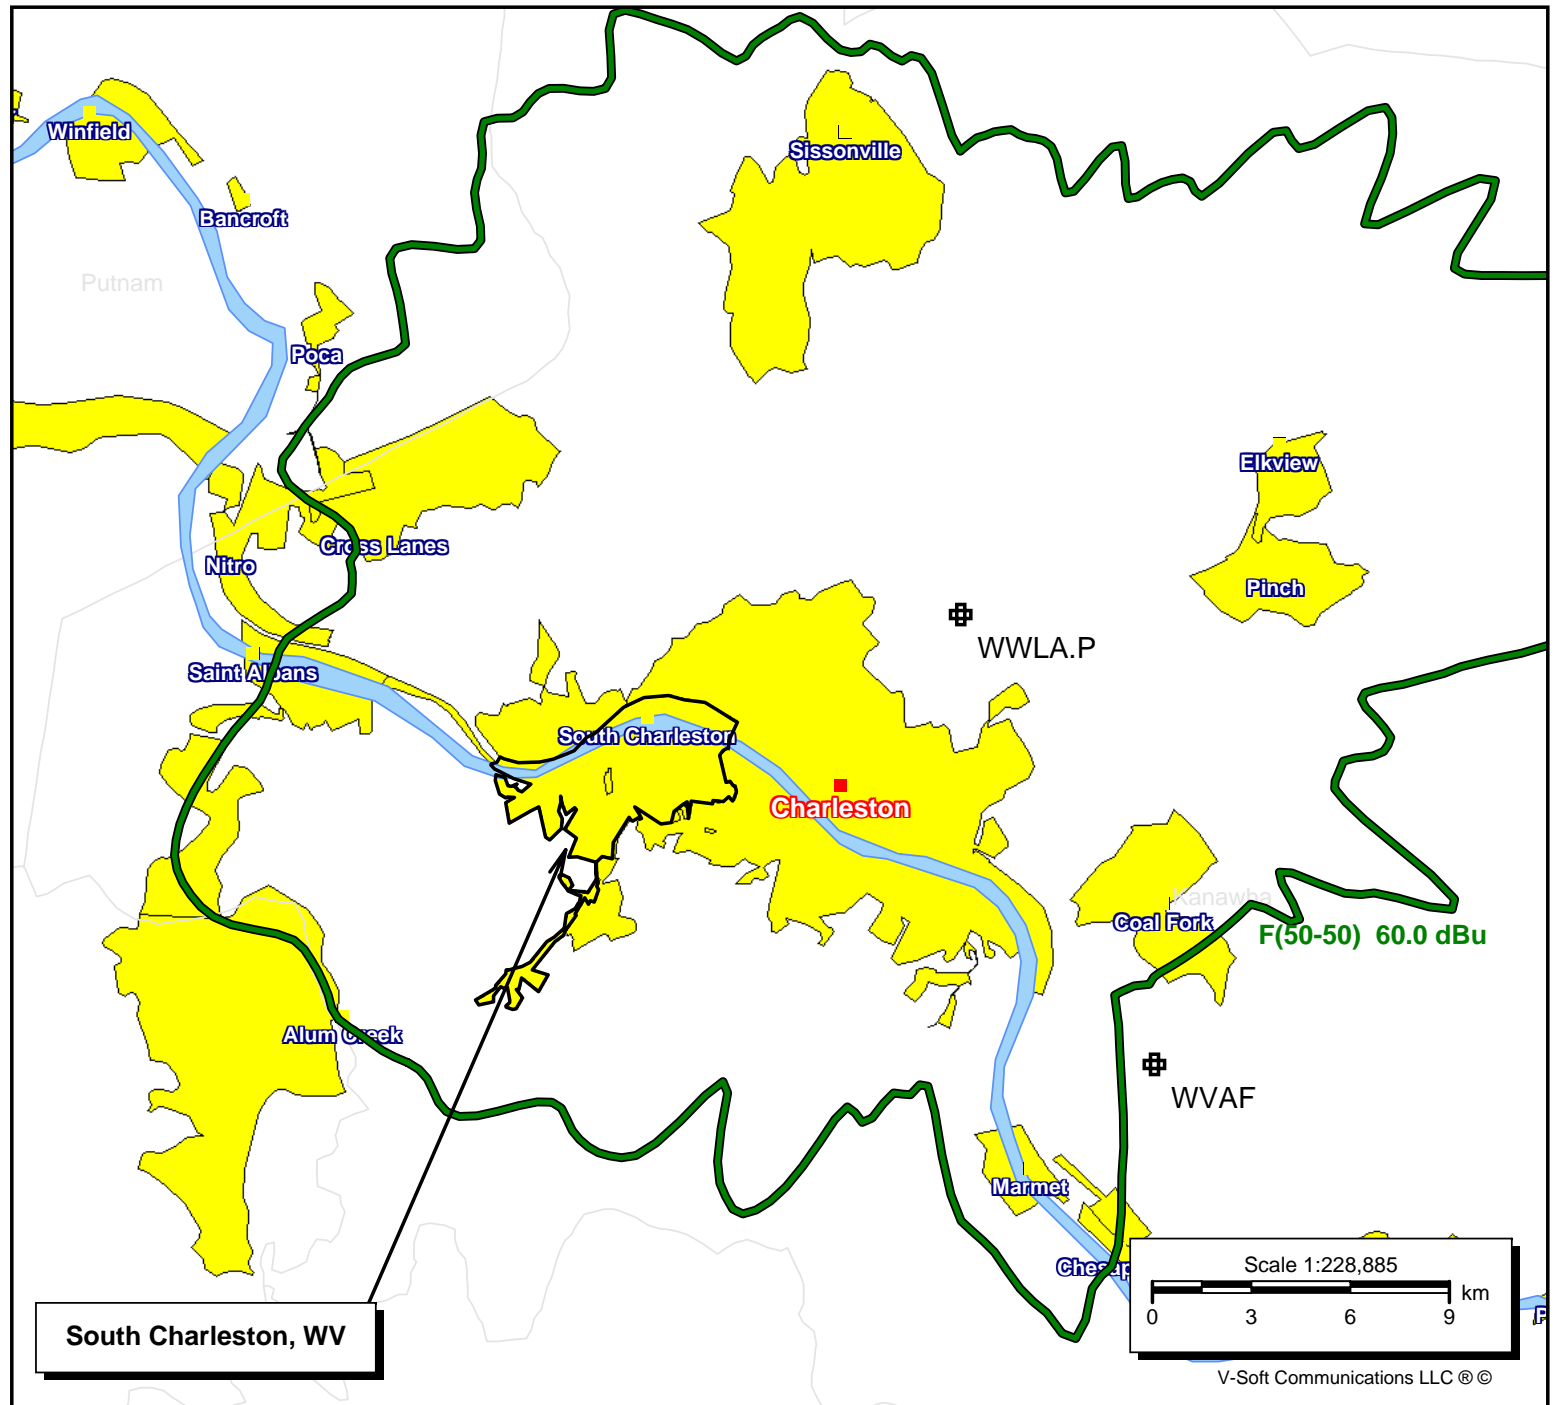 Winfield
Sissonville
Bancroft
Putnam
Poca
Elkview
Cross Lanes
Nitro
Pinch
WWLA.P
Saint Albans
South Charleston
Charleston
Kanawha
Coal Fork
F(50-50) 60.0 dBu
Alum Creek
WVAF
Marmet
Chesap
Scale 1:228,885
km
0 3 6 9
P
South Charleston, WV
V-Soft Communications LLC ® ©